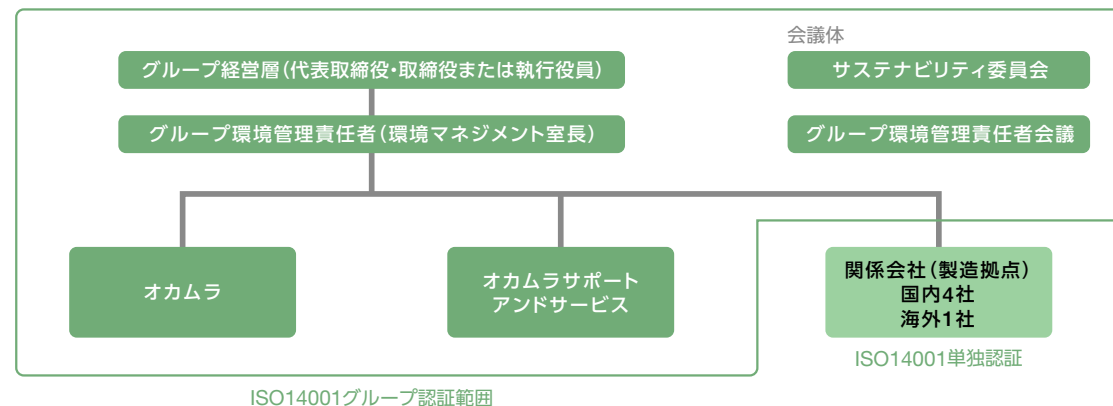 会議体
グループ経営層（代表取締役・取締役または執行役員）
サステナビリティ委員会
グループ環境管理責任者（環境マネジメント室長）
グループ環境管理責任者会議
オカムラ
オカムラサポート
アンドサービス
関係会社（製造拠点）
国内4社
海外1社
ISO14001単独認証
ISO14001グループ認証範囲